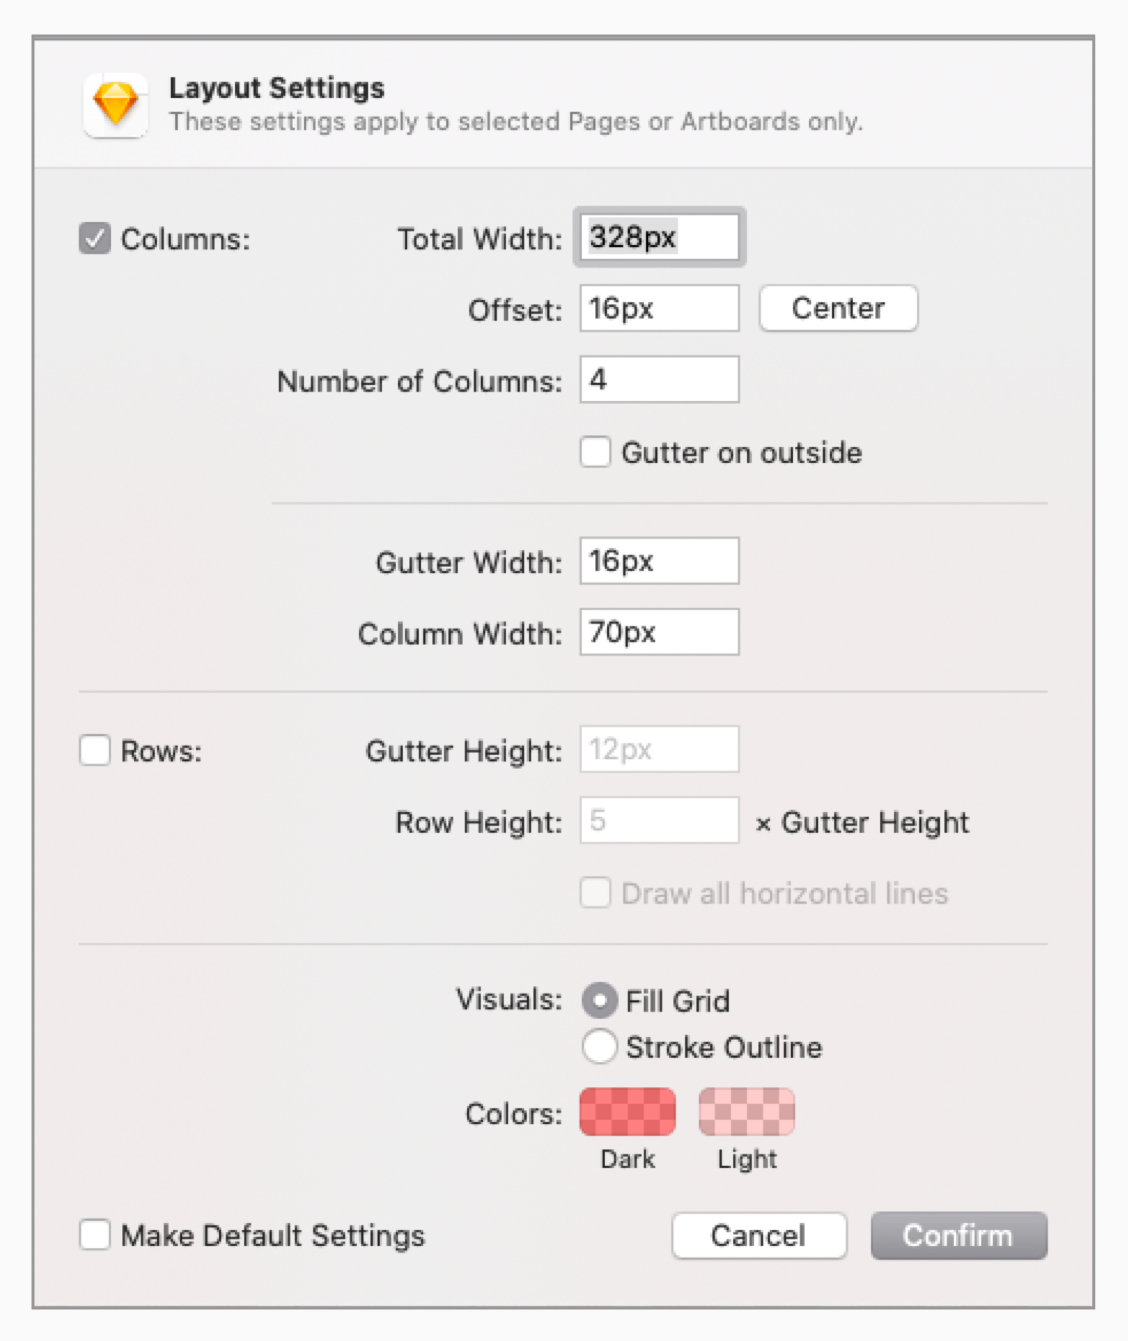 Layout Settings
These settings apply to selected Pages or Artboards only.
Columns: Total Width: 328px
Offset: 16px Center
Number of Columns: 4
Gutter on outside
Gutter Width: 16px
Column Width: 70px
Rows: Gutter Height: 12px
Row Height: 5 × Gutter Height
Draw all horizontal lines
Visuals: Fill Grid
Stroke Outline
Colors:
Dark Light
Make Default Settings Cancel Confirm